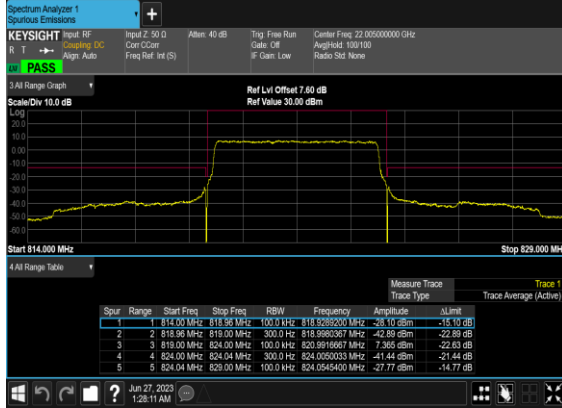 Spectrum Analyzer 1
Spurious Emissions
+
KEYSIGHT Input: RF Input Z: 50 Ω Atten: 40 dB Trig: Free Run Center Freq: 22.005000000 GHz
R T Coupling: DC Corr CCorr Gate: Off Avg|Hold: 100/100
Align: Auto Freq Ref: Int (S) IF Gain: Low Radio Std: None
LXI PASS
3 All Range Graph
Ref Lvl Offset 7.60 dB
Scale/Div 10.0 dB Ref Value 30.00 dBm
Log
20.0
10.0
0.00
-10.0
-20.0
-30.0
-40.0
-50.0
-60.0
Start 814.000 MHz Stop 829.000 MH
4 All Range Table
Measure Trace Trace 1
Trace Type Trace Average (Active)
Spur Range Start Freq Stop Freq RBW Frequency Amplitude ΔLimit
1 1 814.00 MHz 818.96 MHz 100.0 kHz 818.9289200 MHz -28.10 dBm -15.10 dB
2 2 818.96 MHz 819.00 MHz 300.0 Hz 818.9980367 MHz -42.89 dBm -22.89 dB
3 3 819.00 MHz 824.00 MHz 100.0 kHz 820.9916667 MHz 7.365 dBm -22.63 dB
4 4 824.00 MHz 824.04 MHz 300.0 Hz 824.0050033 MHz -41.44 dBm -21.44 dB
5 5 824.04 MHz 829.00 MHz 100.0 kHz 824.0545400 MHz -27.77 dBm -14.77 dB
? Jun 27, 2023
1:28:11 AM